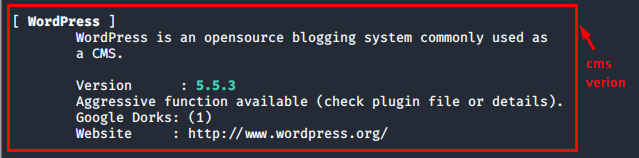 [ WordPress ]
WordPress is an opensource blogging system commonly used as
a CMS.
Version : 5.5.3
Aggressive function available (check plugin file or details).
Google Dorks: (1)
Website : http://www.wordpress.org/
cms
verion